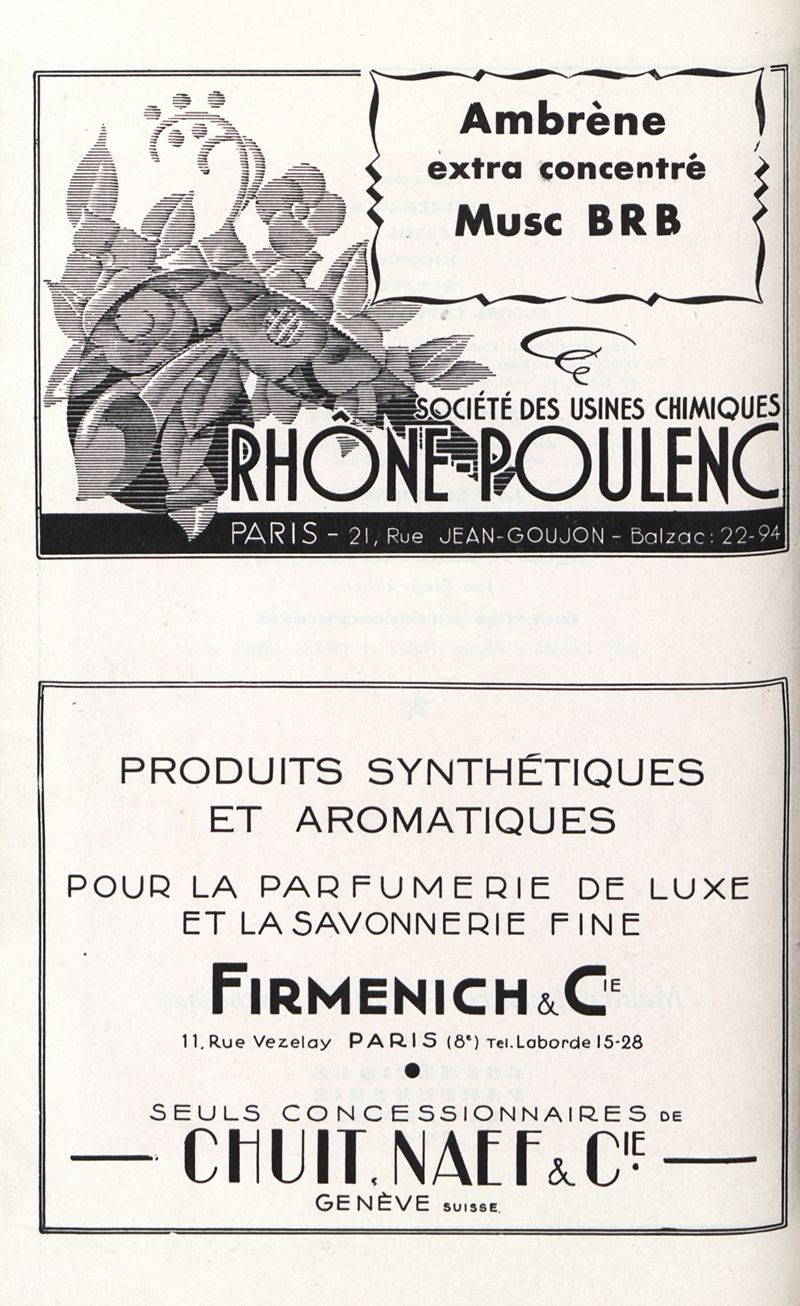 Ambrène
extra concentré
Musc BRB
SOCIÉTÉ DES USINES CHIMIQUES
RHÔNE-POULENC
PARIS - 21, Rue JEAN-GOUJON - Balzac: 22-94
PRODUITS SYNTHÉTIQUES
ET AROMATIQUES
POUR LA PARFUMERIE DE LUXE
ET LA SAVONNERIE FINE
FIRMENICH & CIE
11, Rue Vezelay PARIS (8e) Tel. Laborde 15-28
SEULS CONCESSIONNAIRES DE
CHUIT, NAEF & CIE.
GENÈVE SUISSE.